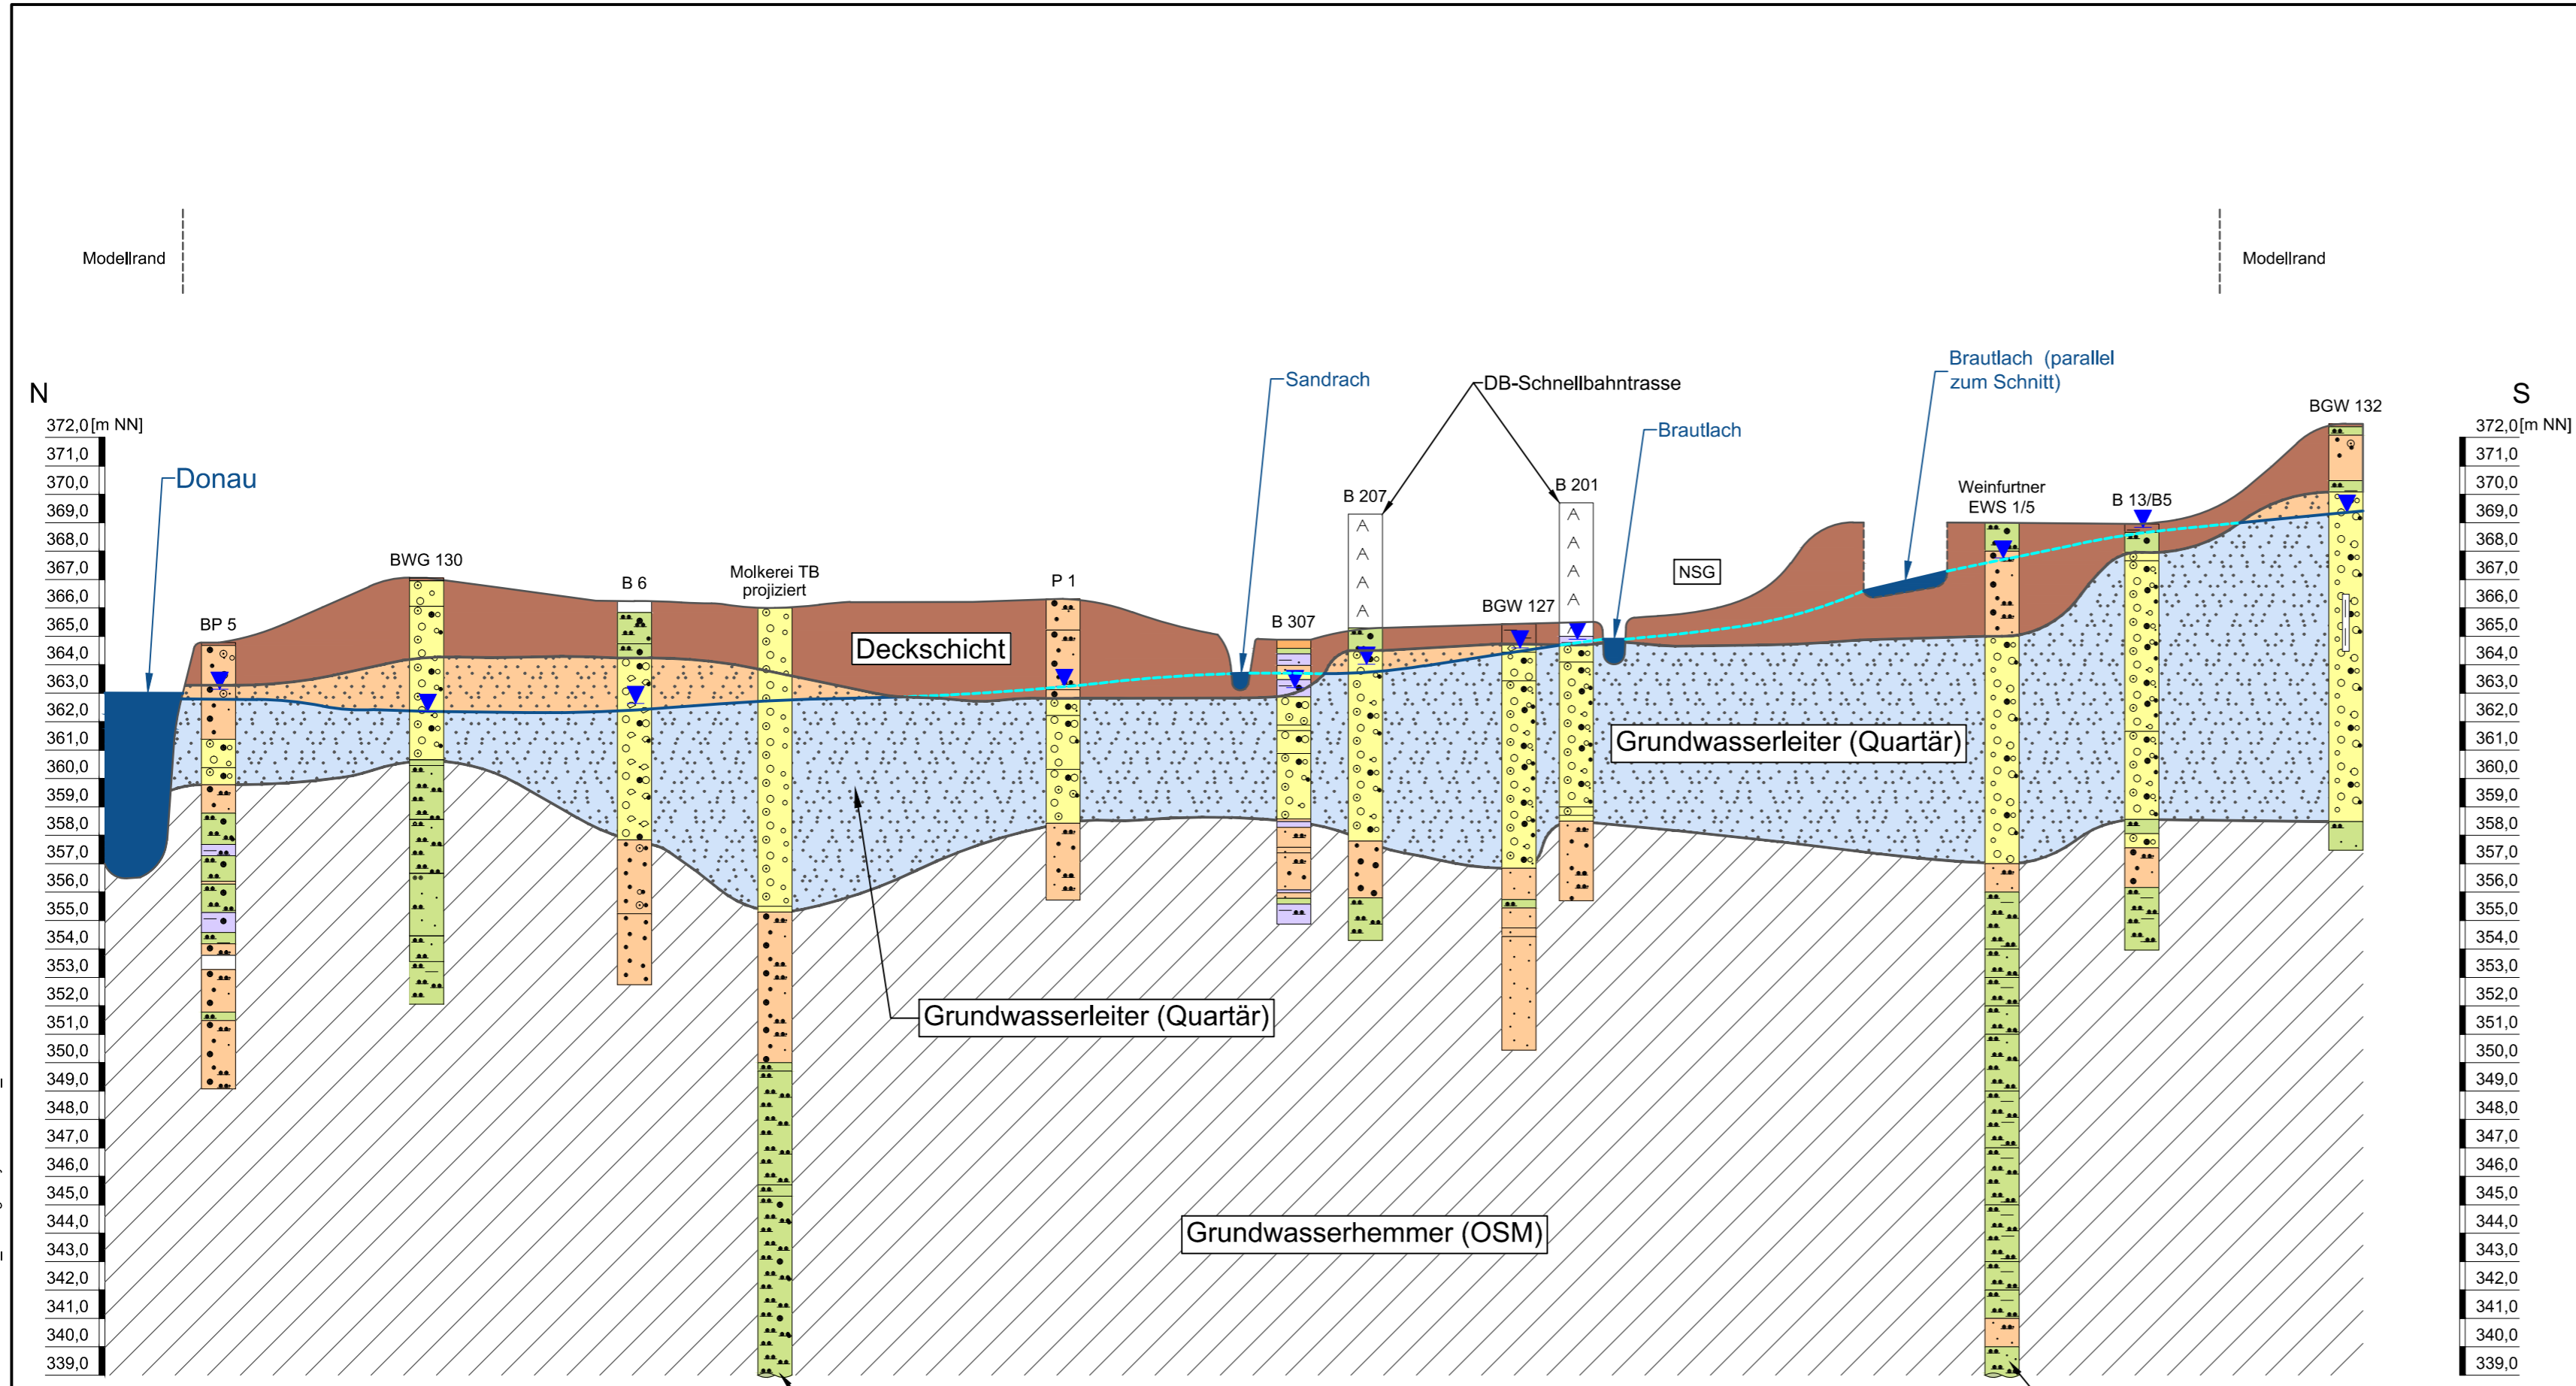 Modellrand
Modellrand
N
S
372,0 [m NN]
371,0
370,0
369,0
368,0
367,0
366,0
365,0
364,0
363,0
362,0
361,0
360,0
359,0
358,0
357,0
356,0
355,0
354,0
353,0
352,0
351,0
350,0
349,0
348,0
347,0
346,0
345,0
344,0
343,0
342,0
341,0
340,0
339,0
Donau
BP 5
BWG 130
B 6
Molkerei TB
projiziert
P 1
Sandrach
B 307
DB-Schnellbahntrasse
B 207
BGW 127
B 201
Brautlach
NSG
Brautlach (parallel
zum Schnitt)
Weinfurtner
EWS 1/5
B 13/B5
BGW 132
Deckschicht
Grundwasserleiter (Quartär)
Grundwasserleiter (Quartär)
Grundwasserhemmer (OSM)
372,0 [m NN]
371,0
370,0
369,0
368,0
367,0
366,0
365,0
364,0
363,0
362,0
361,0
360,0
359,0
358,0
357,0
356,0
355,0
354,0
353,0
352,0
351,0
350,0
349,0
348,0
347,0
346,0
345,0
344,0
343,0
342,0
341,0
340,0
339,0